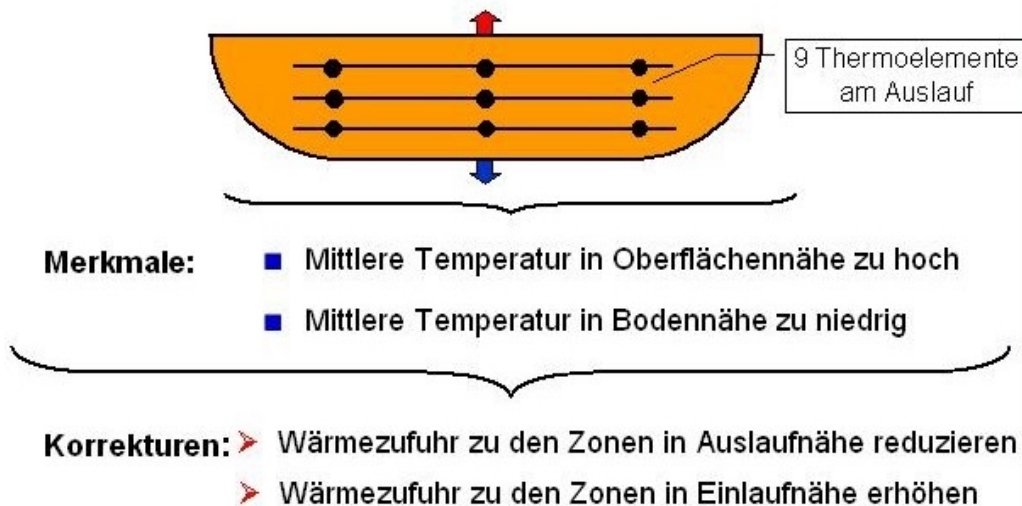 9 Thermoelemente
am Auslauf
Merkmale: ■ Mittlere Temperatur in Oberflächennähe zu hoch
■ Mittlere Temperatur in Bodennähe zu niedrig
Korrekturen: ➢ Wärmezufuhr zu den Zonen in Auslaufnähe reduzieren
➢ Wärmezufuhr zu den Zonen in Einlaufnähe erhöhen